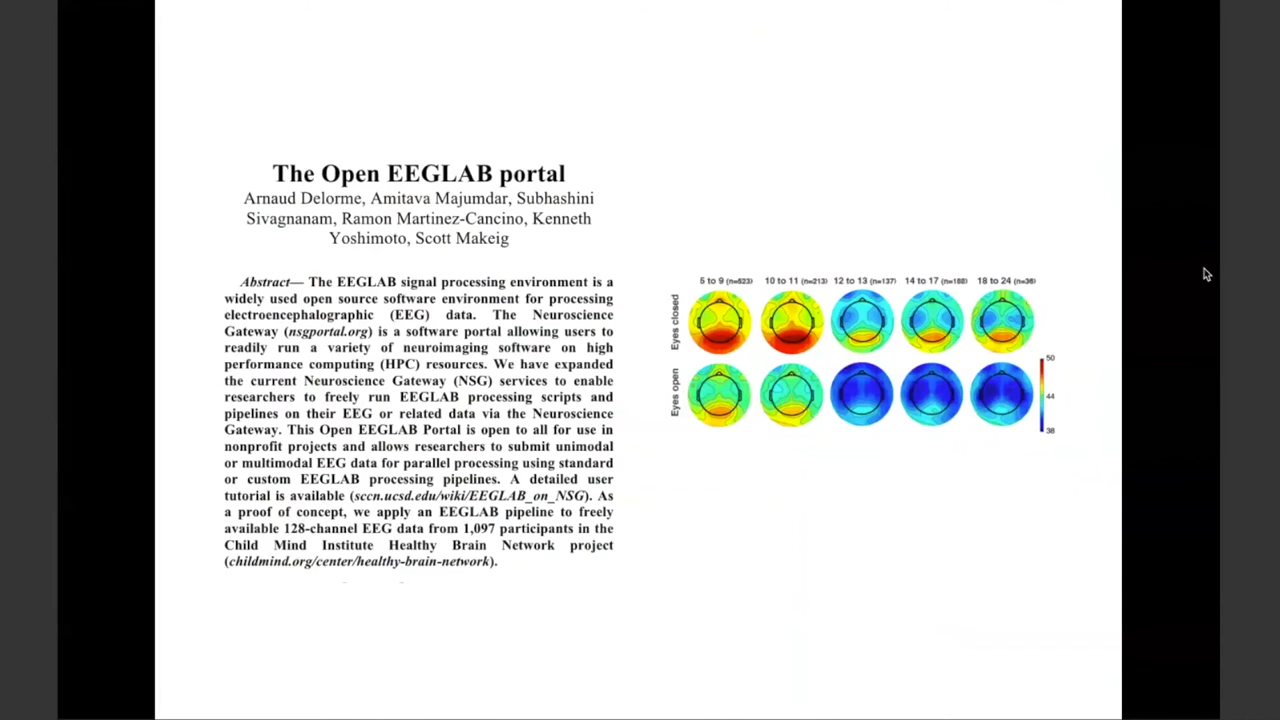 The Open EEGLAB portal
Arnaud Delorme, Amitava Majumdar, Subhashini
Sivagnanam, Ramon Martinez-Cancino, Kenneth
Yoshimoto, Scott Makeig
Abstract— The EEGLAB signal processing environment is a
widely used open source software environment for processing
electroencephalographic (EEG) data. The Neuroscience
Gateway (nsgportal.org) is a software portal allowing users to
readily run a variety of neuroimaging software on high
performance computing (HPC) resources. We have expanded
the current Neuroscience Gateway (NSG) services to enable
researchers to freely run EEGLAB processing scripts and
pipelines on their EEG or related data via the Neuroscience
Gateway. This Open EEGLAB Portal is open to all for use in
nonprofit projects and allows researchers to submit unimodal
or multimodal EEG data for parallel processing using standard
or custom EEGLAB processing pipelines. A detailed user
tutorial is available (sccn.ucsd.edu/wiki/EEGLAB_on_NSG). As
a proof of concept, we apply an EEGLAB pipeline to freely
available 128-channel EEG data from 1,097 participants in the
Child Mind Institute Healthy Brain Network project
(childmind.org/center/healthy-brain-network).
5 to 9 (n=523) 10 to 11 (n=213) 12 to 13 (n=137) 14 to 17 (n=188) 18 to 24 (n=36)
Eyes closed
Eyes open
50
44
38